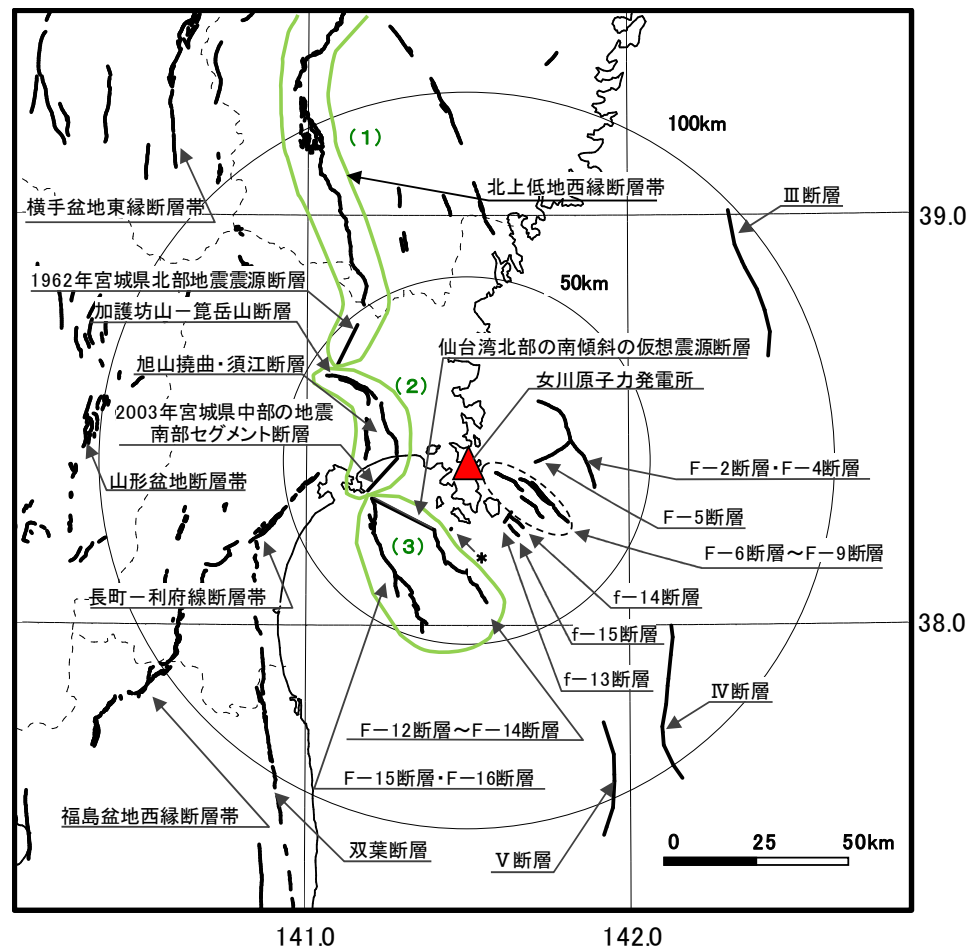 100km
(1)
北上低地西縁断層帯
Ⅲ断層
横手盆地東縁断層帯
39.0
1962年宮城県北部地震震源断層
50km
加護坊山－箟岳山断層
仙台湾北部の南傾斜の仮想震源断層
旭山撓曲・須江断層
女川原子力発電所
(2)
2003年宮城県中部の地震
南部セグメント断層
F－2断層・F－4断層
山形盆地断層帯
F－5断層
(3)
*
F－6断層～F－9断層
長町－利府線断層帯
f－14断層
38.0
f－15断層
f－13断層
Ⅳ断層
F－12断層～F－14断層
F－15断層・F－16断層
福島盆地西縁断層帯
双葉断層
Ⅴ断層
0 25 50km
141.0 142.0